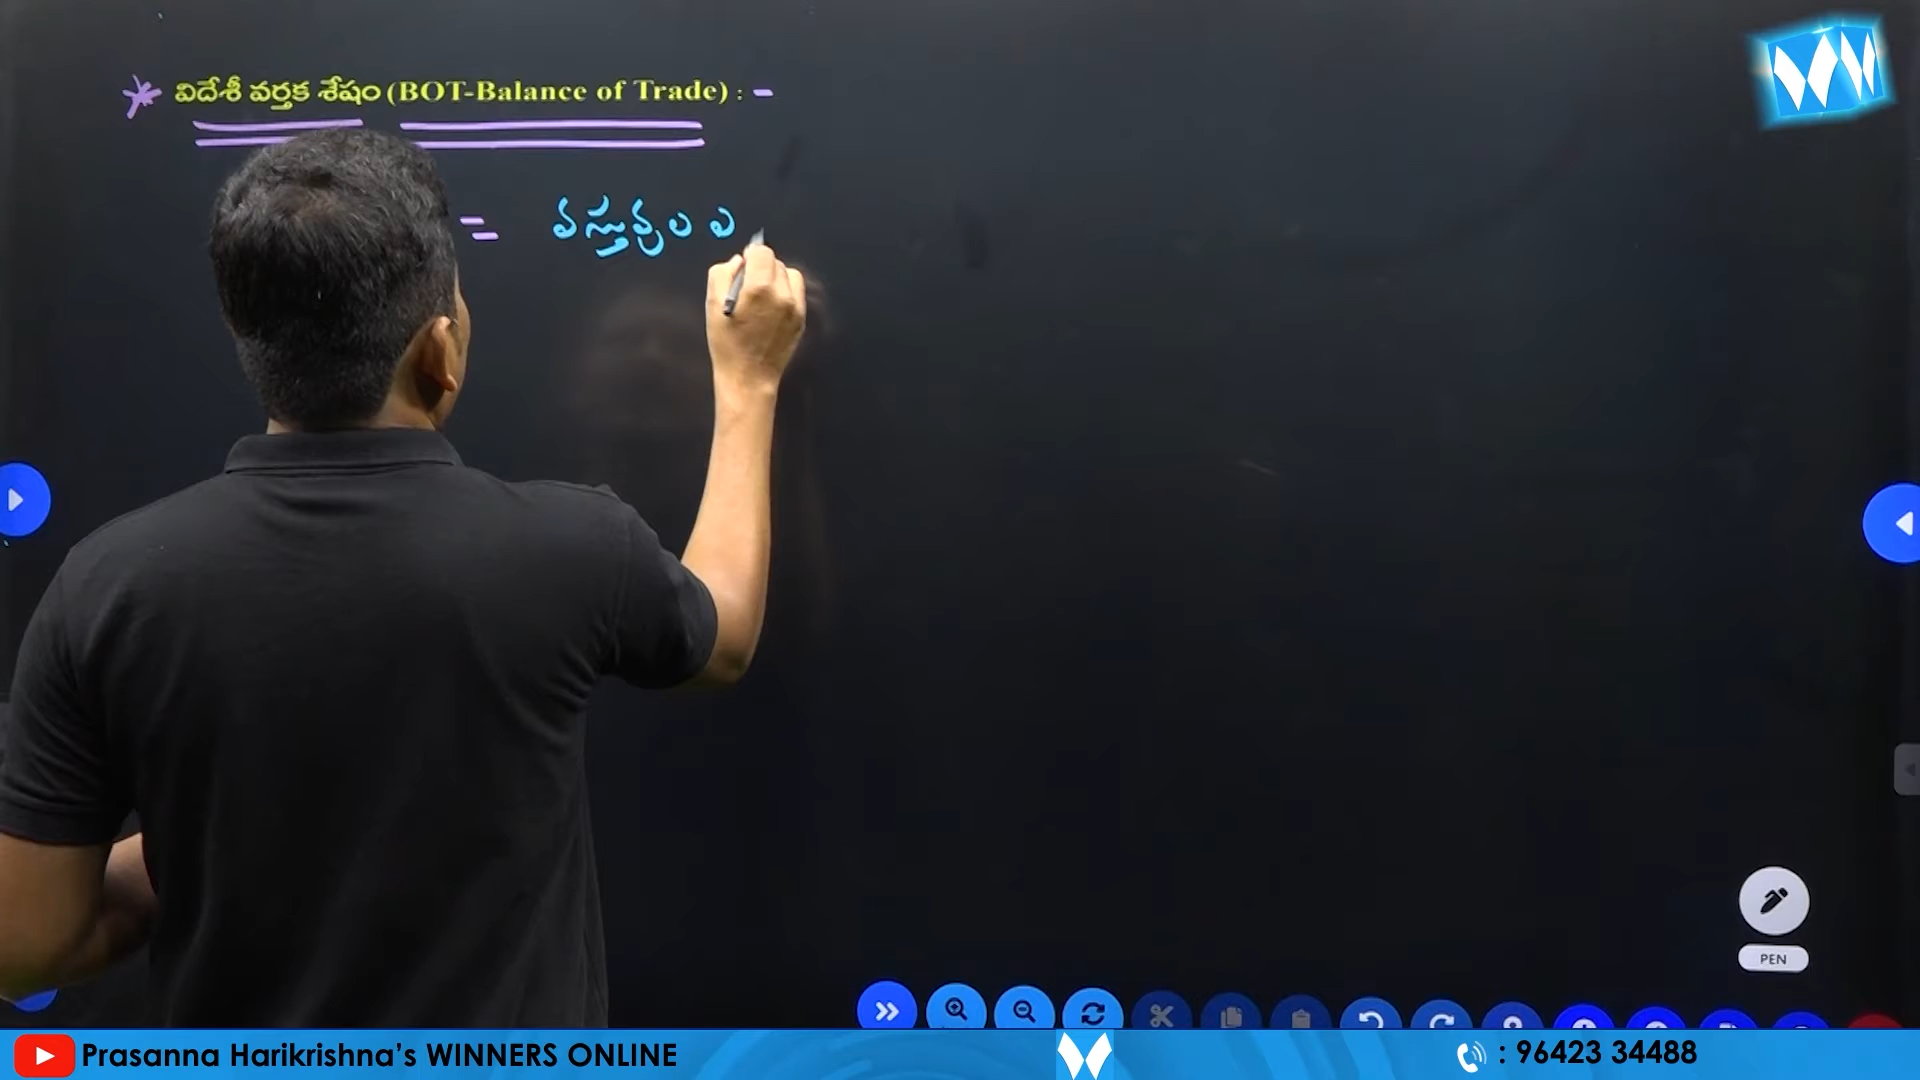 విదేశీ వర్తక శేషం (BOT-Balance of Trade) : -
= వస్తువుల ఎ
PEN
Prasanna Harikrishna's WINNERS ONLINE
: 96423 34488